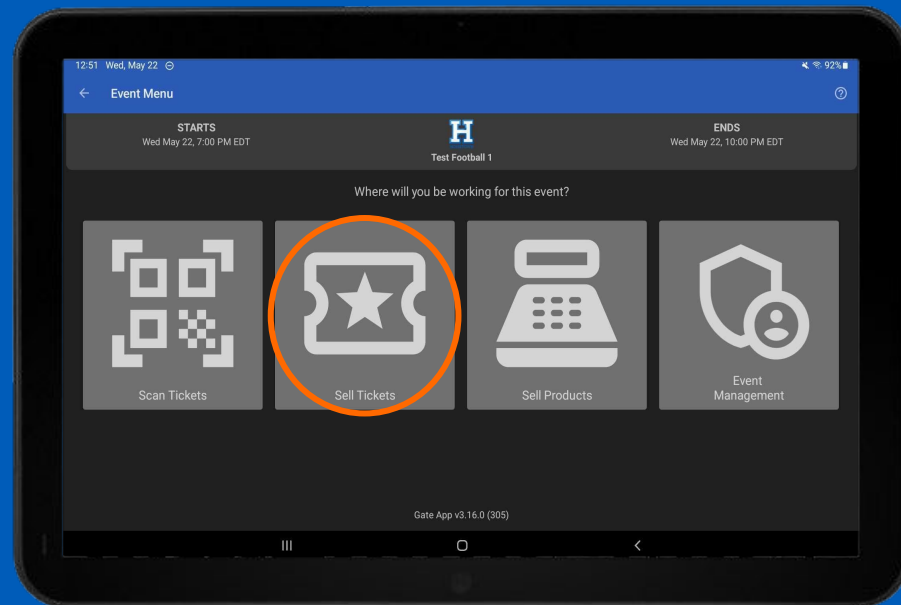 12:51 Wed, May 22
92%
Event Menu
STARTS
Wed May 22, 7:00 PM EDT
H
Test Football 1
ENDS
Wed May 22, 10:00 PM EDT
Where will you be working for this event?
Scan Tickets
Sell Tickets
Sell Products
Event
Management
Gate App v3.16.0 (305)